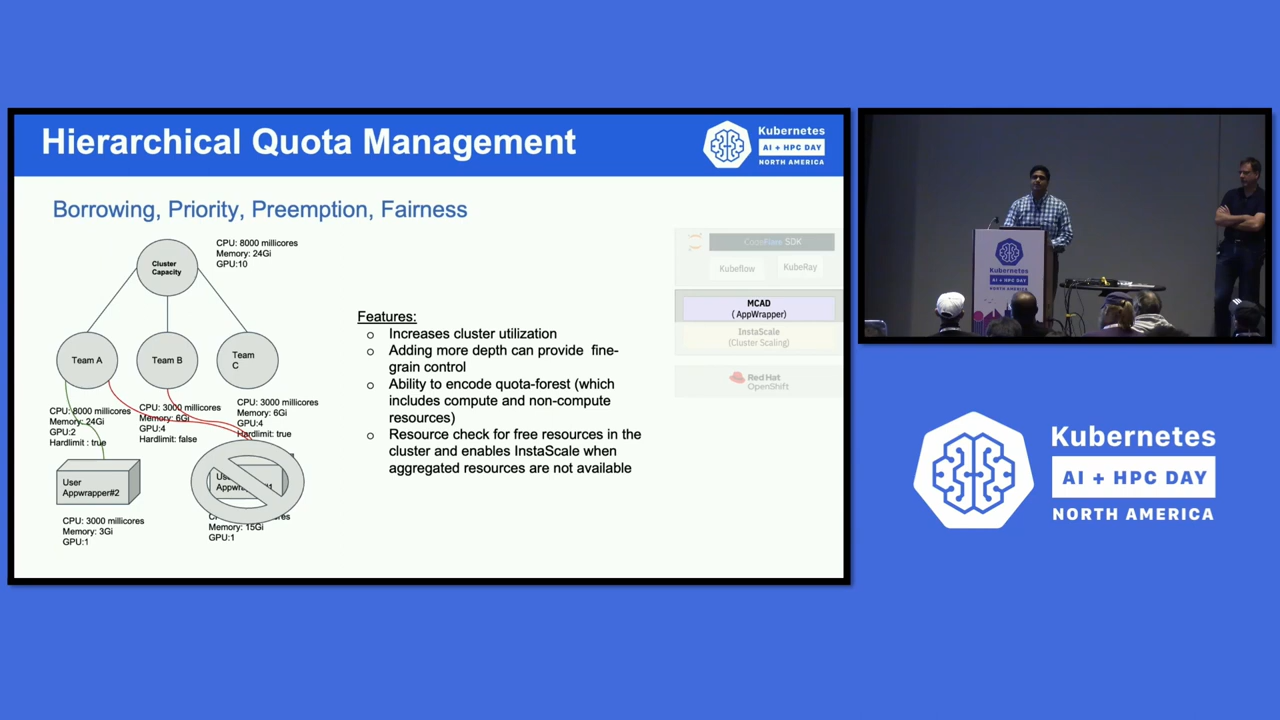 Hierarchical Quota Management
Kubernetes
AI + HPC DAY
NORTH AMERICA
Borrowing, Priority, Preemption, Fairness
Cluster
Capacity
CPU: 8000 millicores
Memory: 24Gi
GPU:10
Team A
Team B
Team
C
CPU: 8000 millicores
Memory: 24Gi
GPU:2
Hardlimit : true
CPU: 3000 millicores
Memory: 6Gi
GPU:4
Hardlimit: false
CPU: 3000 millicores
Memory: 6Gi
GPU:4
Hardlimit: true
User
Appwrapper#2
CPU: 3000 millicores
Memory: 3Gi
GPU:1
Memory: 15Gi
GPU:1
Features:
Increases cluster utilization
Adding more depth can provide fine-
grain control
Ability to encode quota-forest (which
includes compute and non-compute
resources)
Resource check for free resources in the
cluster and enables InstaScale when
aggregated resources are not available
CodeFlare SDK
Kubeflow
KubeRay
MCAD
( AppWrapper)
InstaScale
(Cluster Scaling)
Red Hat
OpenShift
Kubernetes
AI + HPC DAY
NORTH AMERICA
Kubernetes
AI + HPC DAY
NORTH AMERICA